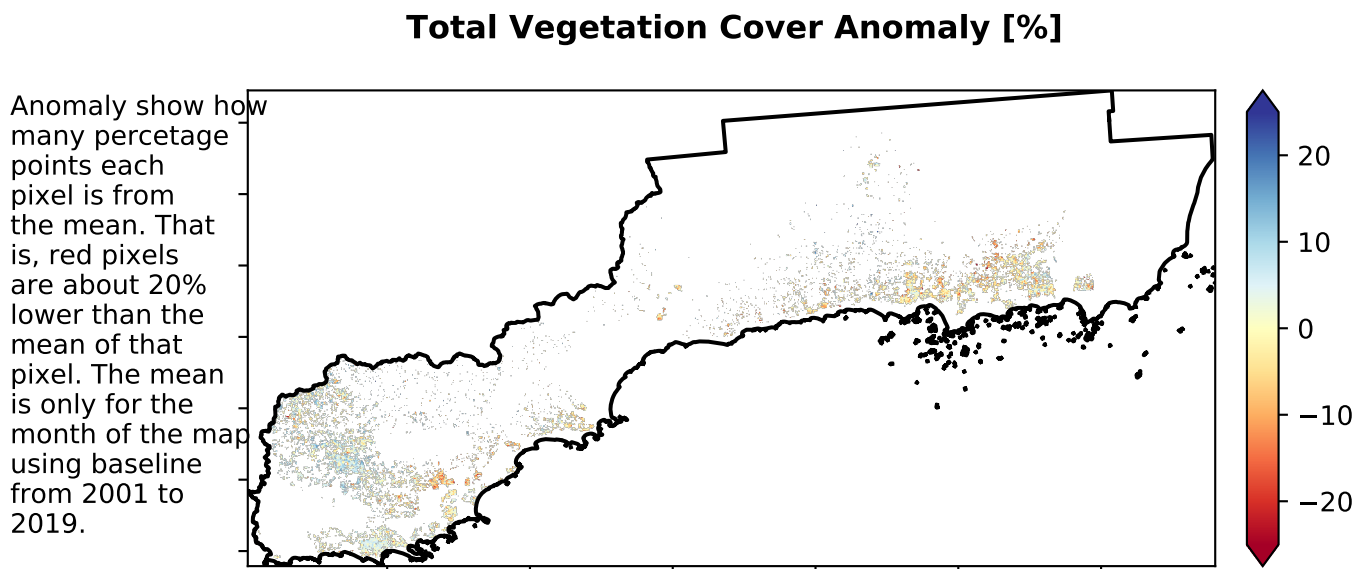 Total Vegetation Cover Anomaly [%]
Anomaly show how
many percetage
points each
pixel is from
the mean. That
is, red pixels
are about 20%
lower than the
mean of that
pixel. The mean
is only for the
month of the map
using baseline
from 2001 to
2019.
20
10
0
−10
−20